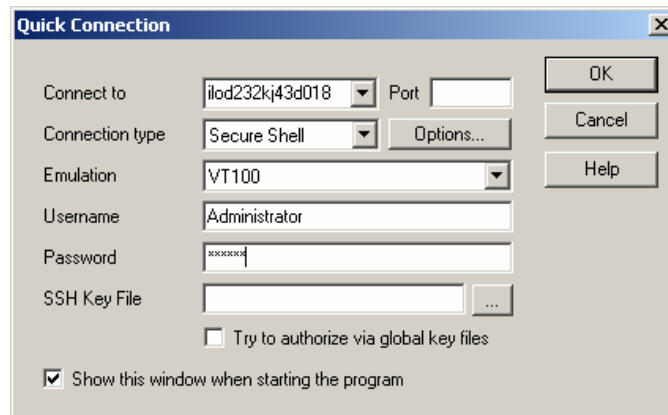 Quick Connection
Connect to ilod232kj43d018 Port OK
Connection type Secure Shell Options... Cancel
Emulation VT100 Help
Username Administrator
Password ××××××
SSH Key File ...
Try to authorize via global key files
Show this window when starting the program